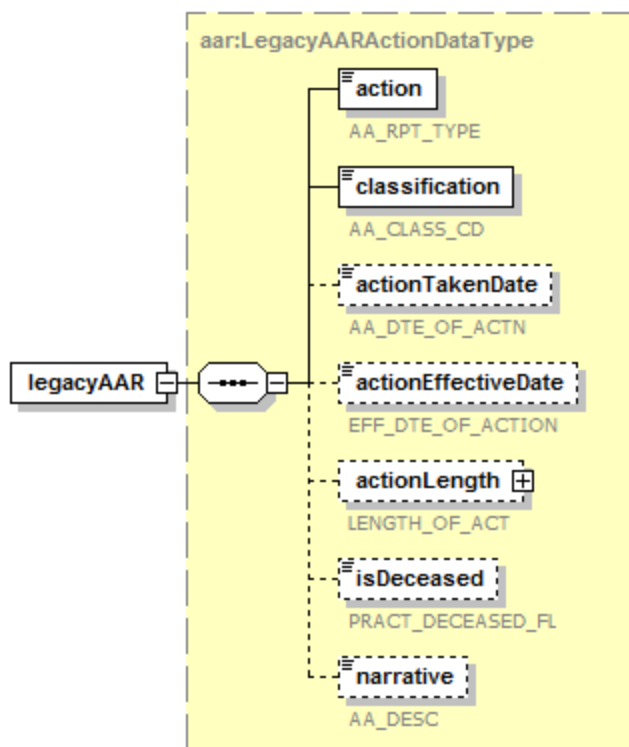 aar:LegacyAARActionDataType
action
AA_RPT_TYPE
classification
AA_CLASS_CD
actionTakenDate
AA_DTE_OF_ACTN
legacyAAR
actionEffectiveDate
EFF_DTE_OF_ACTION
actionLength
LENGTH_OF_ACT
isDeceased
PRACT_DECEASED_FL
narrative
AA_DESC